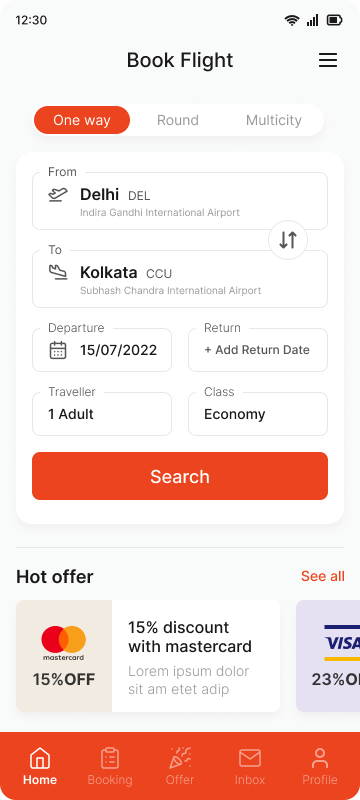 12:30
Book Flight
One way
Round
Multicity
From
Delhi DEL
Indira Gandhi International Airport
To
Kolkata CCU
Subhash Chandra International Airport
Departure
15/07/2022
Return
+ Add Return Date
Traveller
1 Adult
Class
Economy
Search
Hot offer
See all
mastercard
15%OFF
15% discount
with mastercard
Lorem ipsum dolor
sit am etet adip
VISA
23%O
Home
Booking
Offer
Inbox
Profile